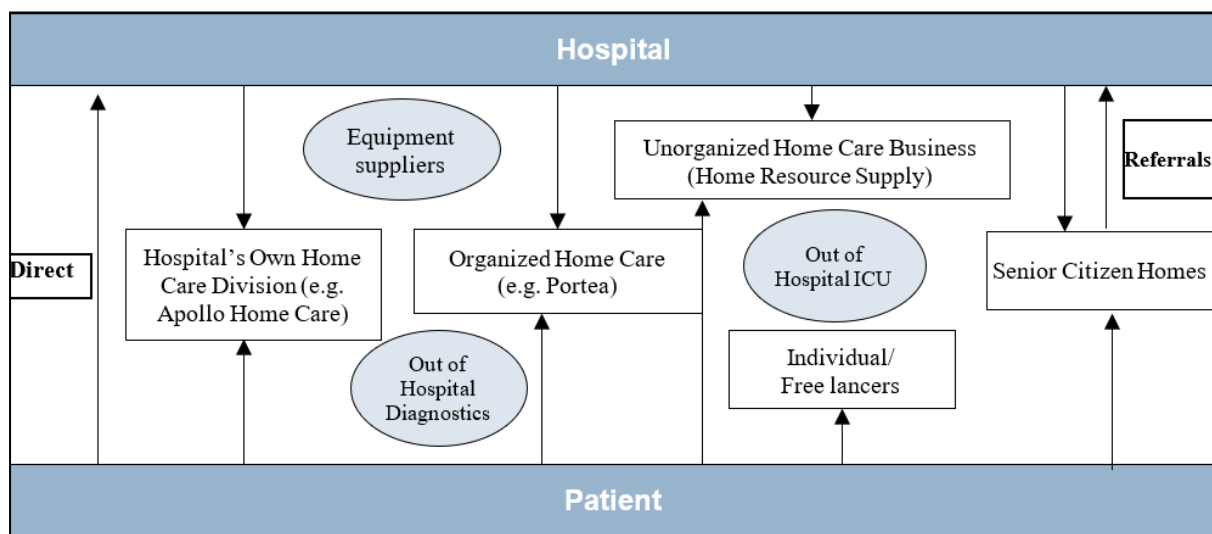 Hospital
Equipment
suppliers
Unorganized Home Care Business
(Home Resource Supply)
Referrals
Direct
Hospital’s Own Home
Care Division (e.g.
Apollo Home Care)
Organized Home Care
(e.g. Portea)
Out of
Hospital ICU
Senior Citizen Homes
Out of
Hospital
Diagnostics
Individual/
Free lancers
Patient